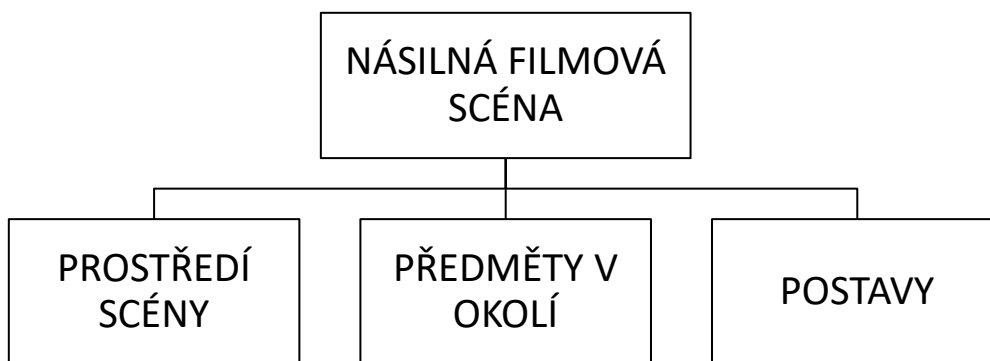 NÁSILNÁ FILMOVÁ
SCÉNA
PROSTŘEDÍ
SCÉNY
PŘEDMĚTY V
OKOLÍ
POSTAVY